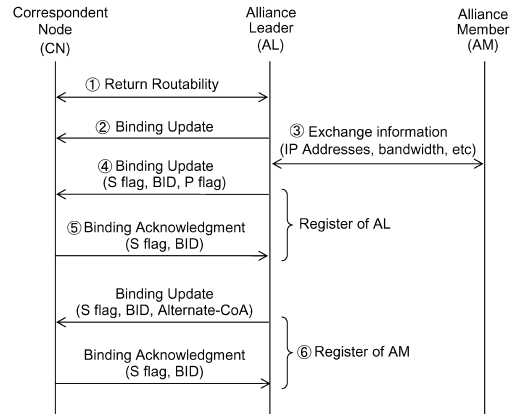 Correspondent
Node
(CN)
Alliance
Leader
(AL)
Alliance
Member
(AM)
① Return Routability
② Binding Update
③ Exchange information
(IP Addresses, bandwidth, etc)
④ Binding Update
(S flag, BID, P flag)
⑤ Binding Acknowledgment
(S flag, BID)
Register of AL
Binding Update
(S flag, BID, Alternate-CoA)
Binding Acknowledgment
(S flag, BID)
⑥ Register of AM